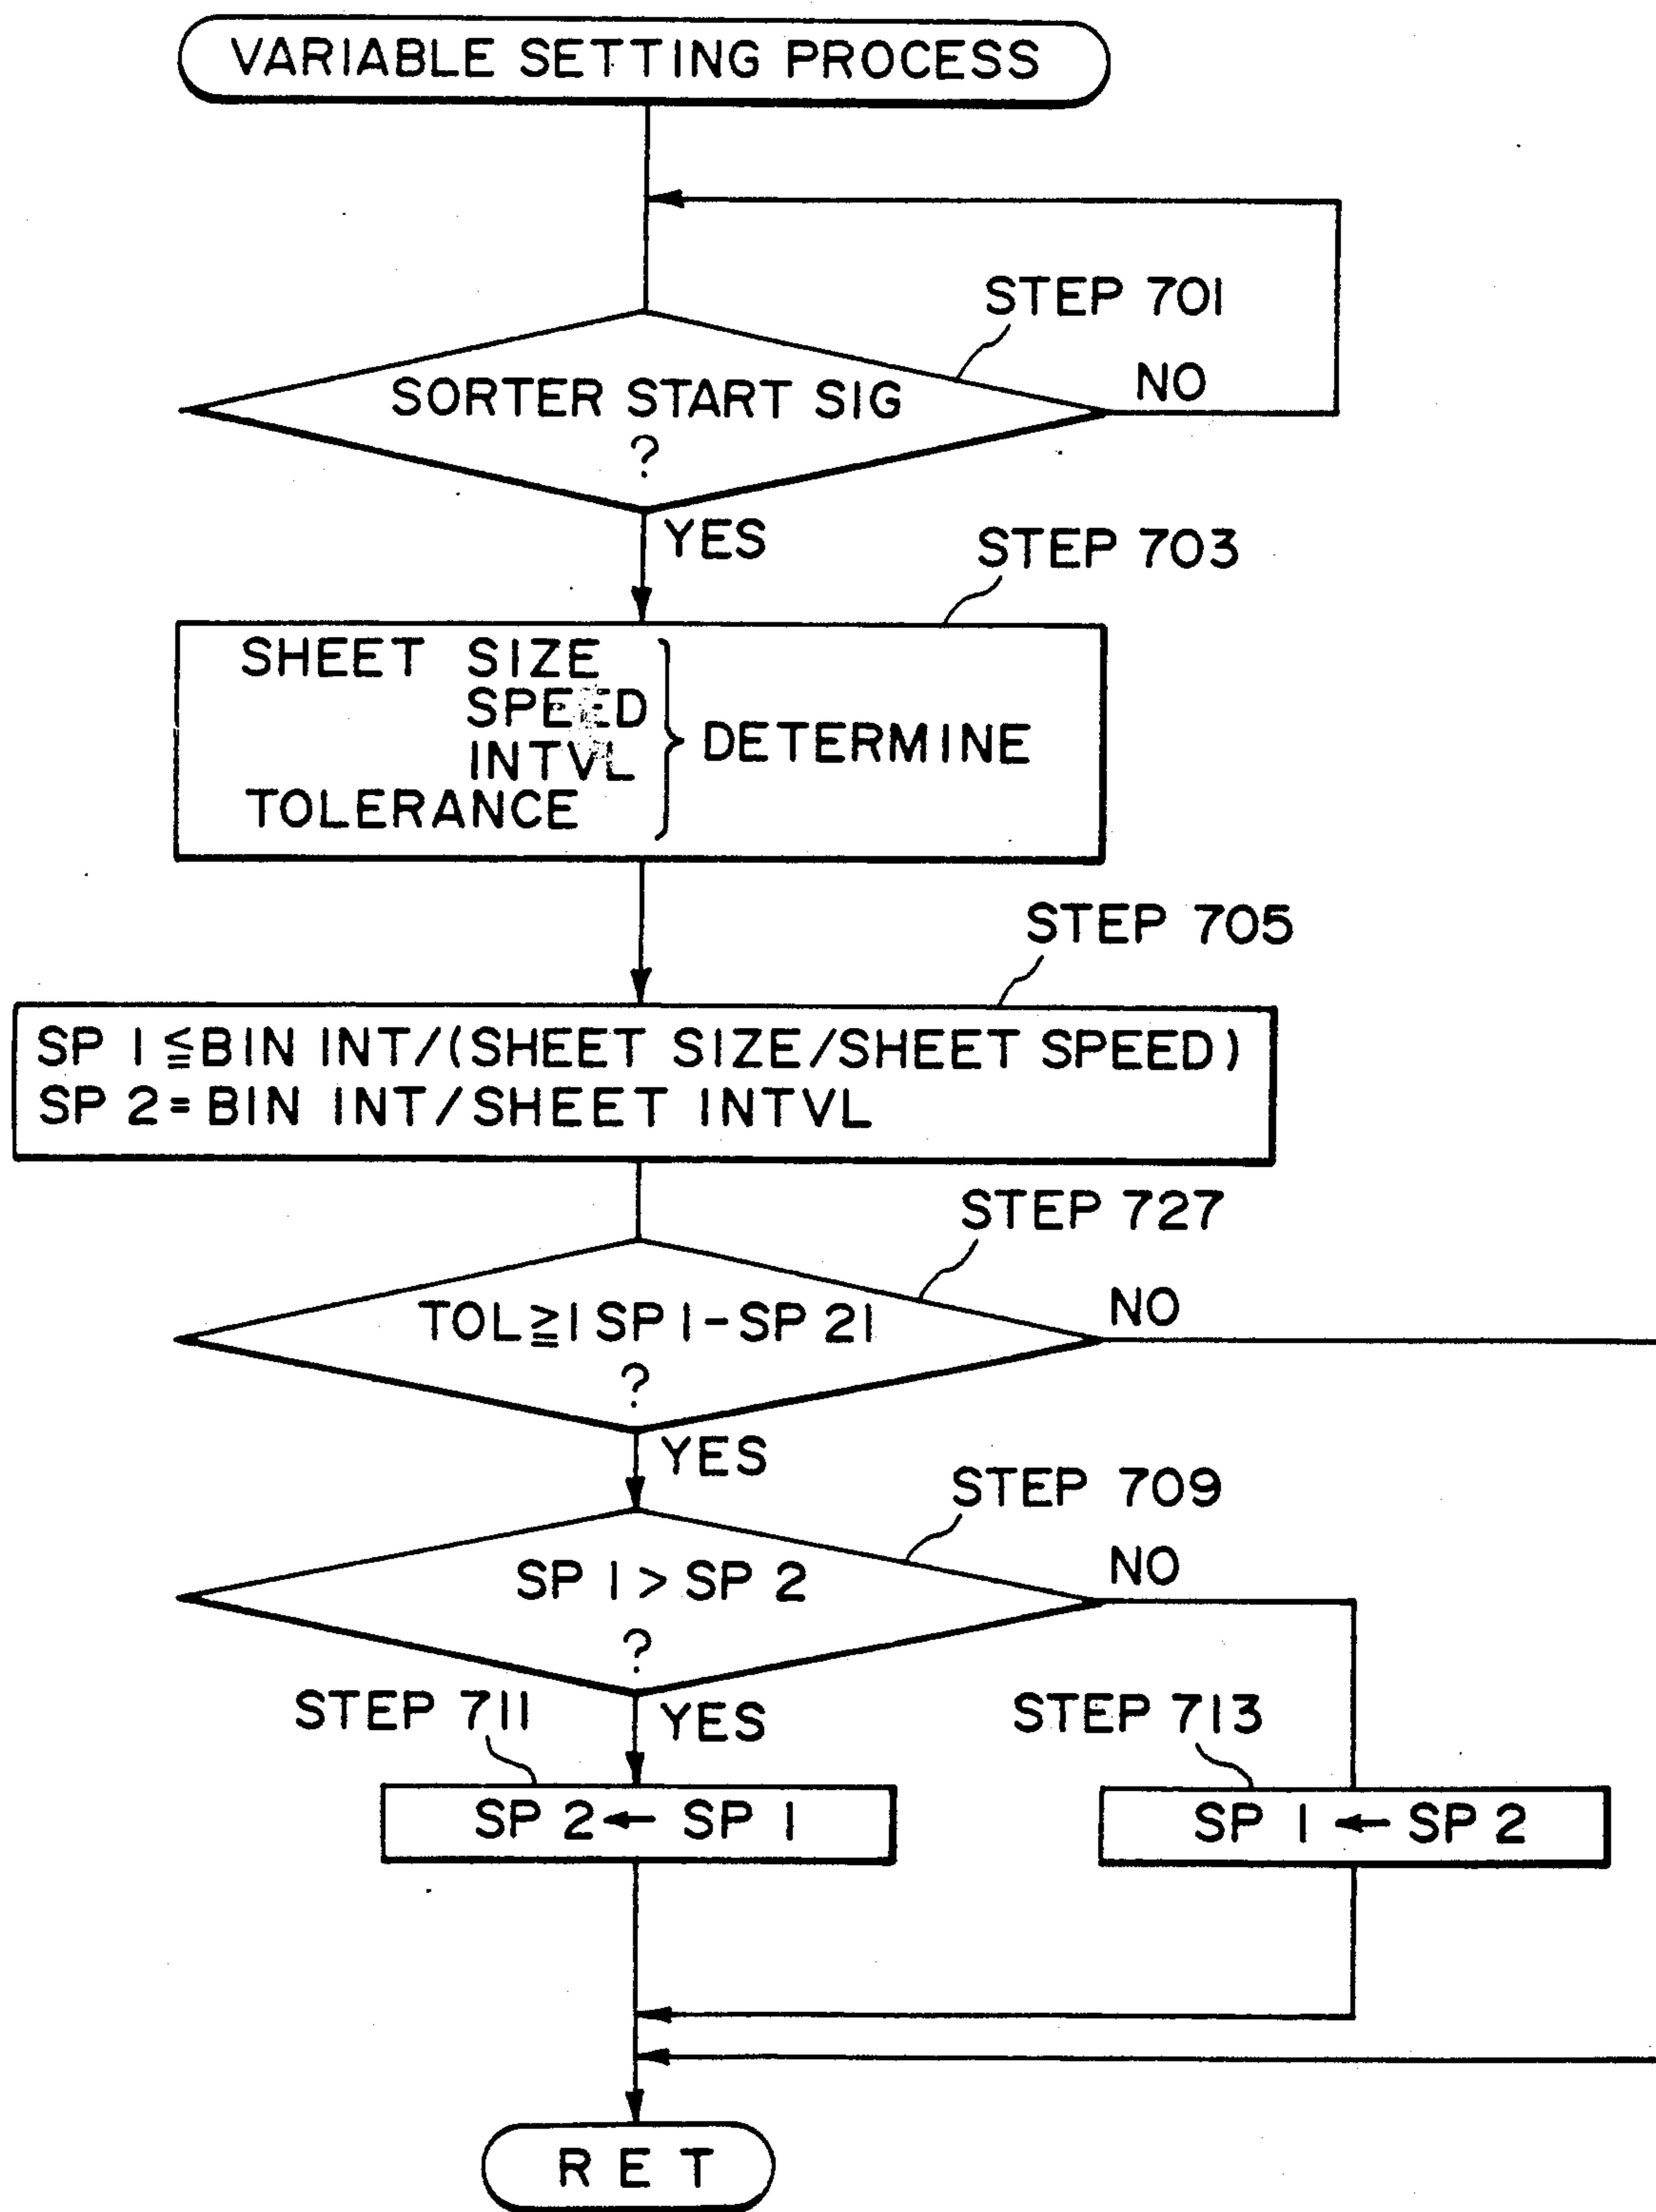 VARIABLE SETTING PROCESS
STEP 701
SORTER START SIG
?
NO
YES
STEP 703
SHEET SIZE
SPEED
INTVL
TOLERANCE
DETERMINE
STEP 705
SP 1 ≦ BIN INT/(SHEET SIZE/SHEET SPEED)
SP 2 = BIN INT/SHEET INTVL
STEP 727
TOL ≧ |SP 1 - SP 2|
?
NO
YES
STEP 709
SP 1 > SP 2
?
NO
YES
STEP 711
SP 2 ← SP 1
STEP 713
SP 1 ← SP 2
RET